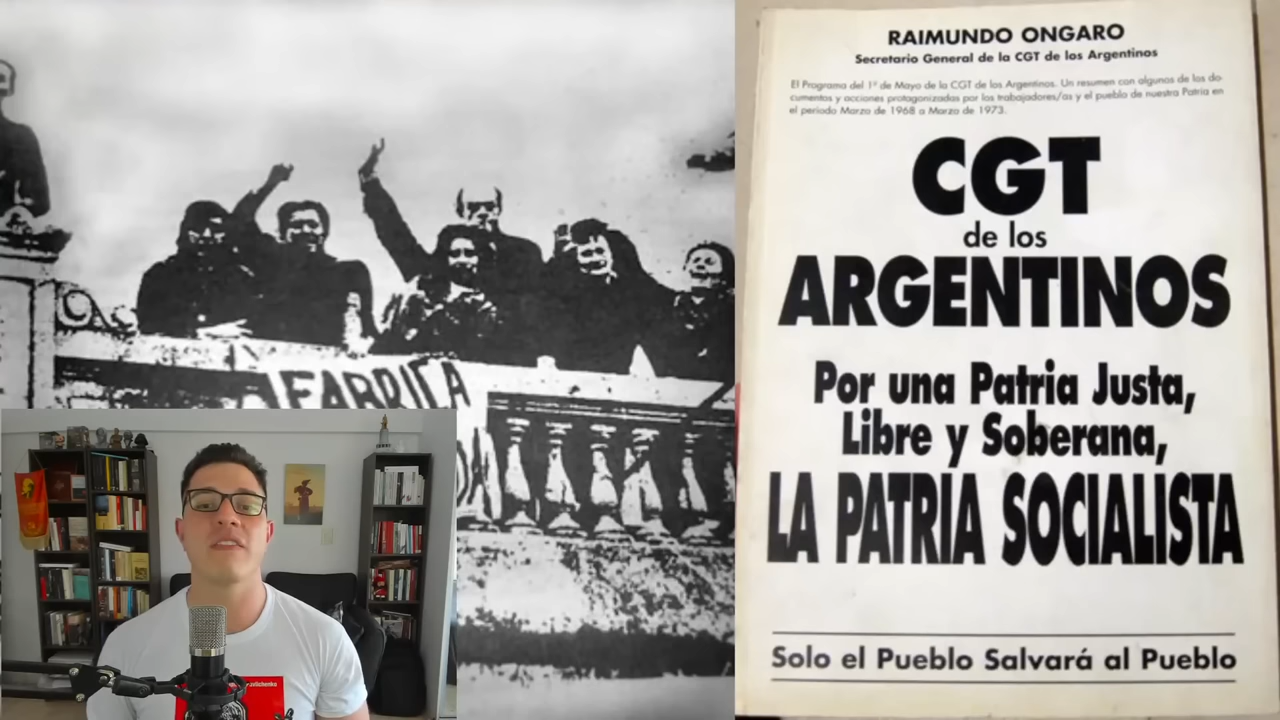 RAIMUNDO ONGARO
Secretario General de la CGT de los Argentinos
El Programa del 1º de Mayo de la CGT de los Argentinos. Un resumen con algunos de los do-
cumentos y acciones protagonizadas por los trabajadores/as y el pueblo de nuestra Patria en
el período Marzo de 1968 a Marzo de 1973.
CGT
de los
ARGENTINOS
Por una Patria Justa,
Libre y Soberana,
LA PATRIA SOCIALISTA
Solo el Pueblo Salvará al Pueblo
FABRICA